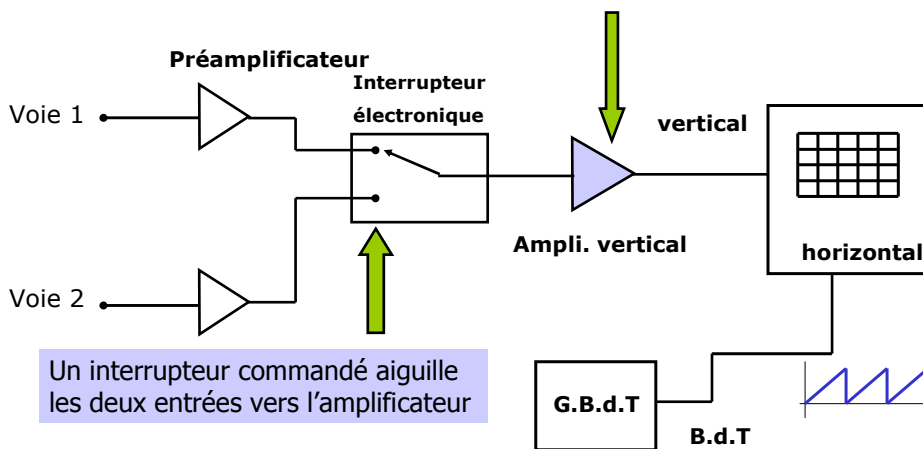 Préamplificateur
Interrupteur
électronique
Voie 1
vertical
Ampli. vertical
horizontal
Voie 2
Un interrupteur commandé aiguille
les deux entrées vers l’amplificateur
G.B.d.T
B.d.T